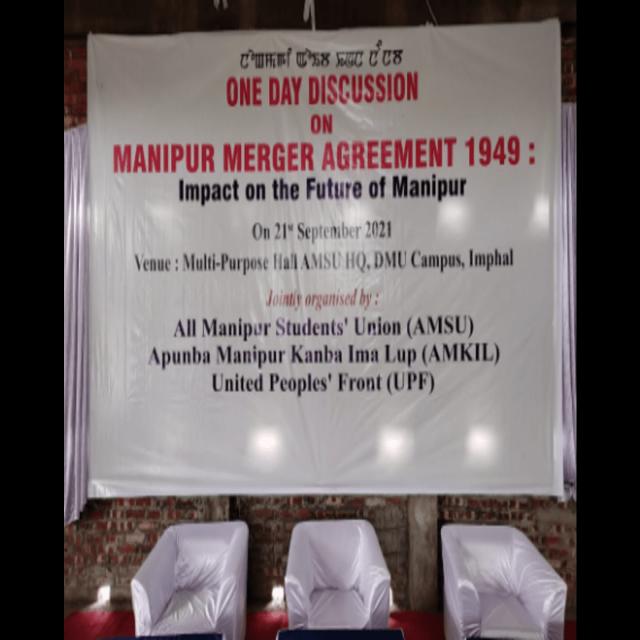 ONE DAY DISCUSSION
ON
MANIPUR MERGER AGREEMENT 1949 :
Impact on the Future of Manipur
On 21st September 2021
Venue : Multi-Purpose Hall AMSU HQ, DMU Campus, Imphal
Jointly organised by :
All Manipur Students' Union (AMSU)
Apunba Manipur Kanba Ima Lup (AMKIL)
United Peoples' Front (UPF)